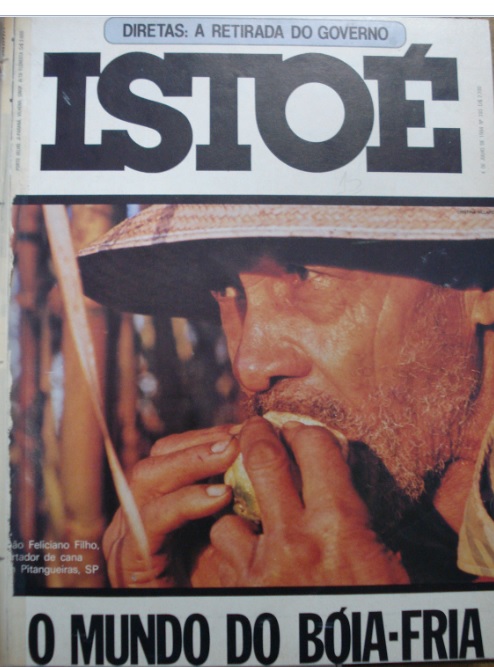 DIRETAS: A RETIRADA DO GOVERNO
ISTOÉ
ão Feliciano Filho,
rtador de cana
Pitangueiras, SP
O MUNDO DO BÓIA-FRIA